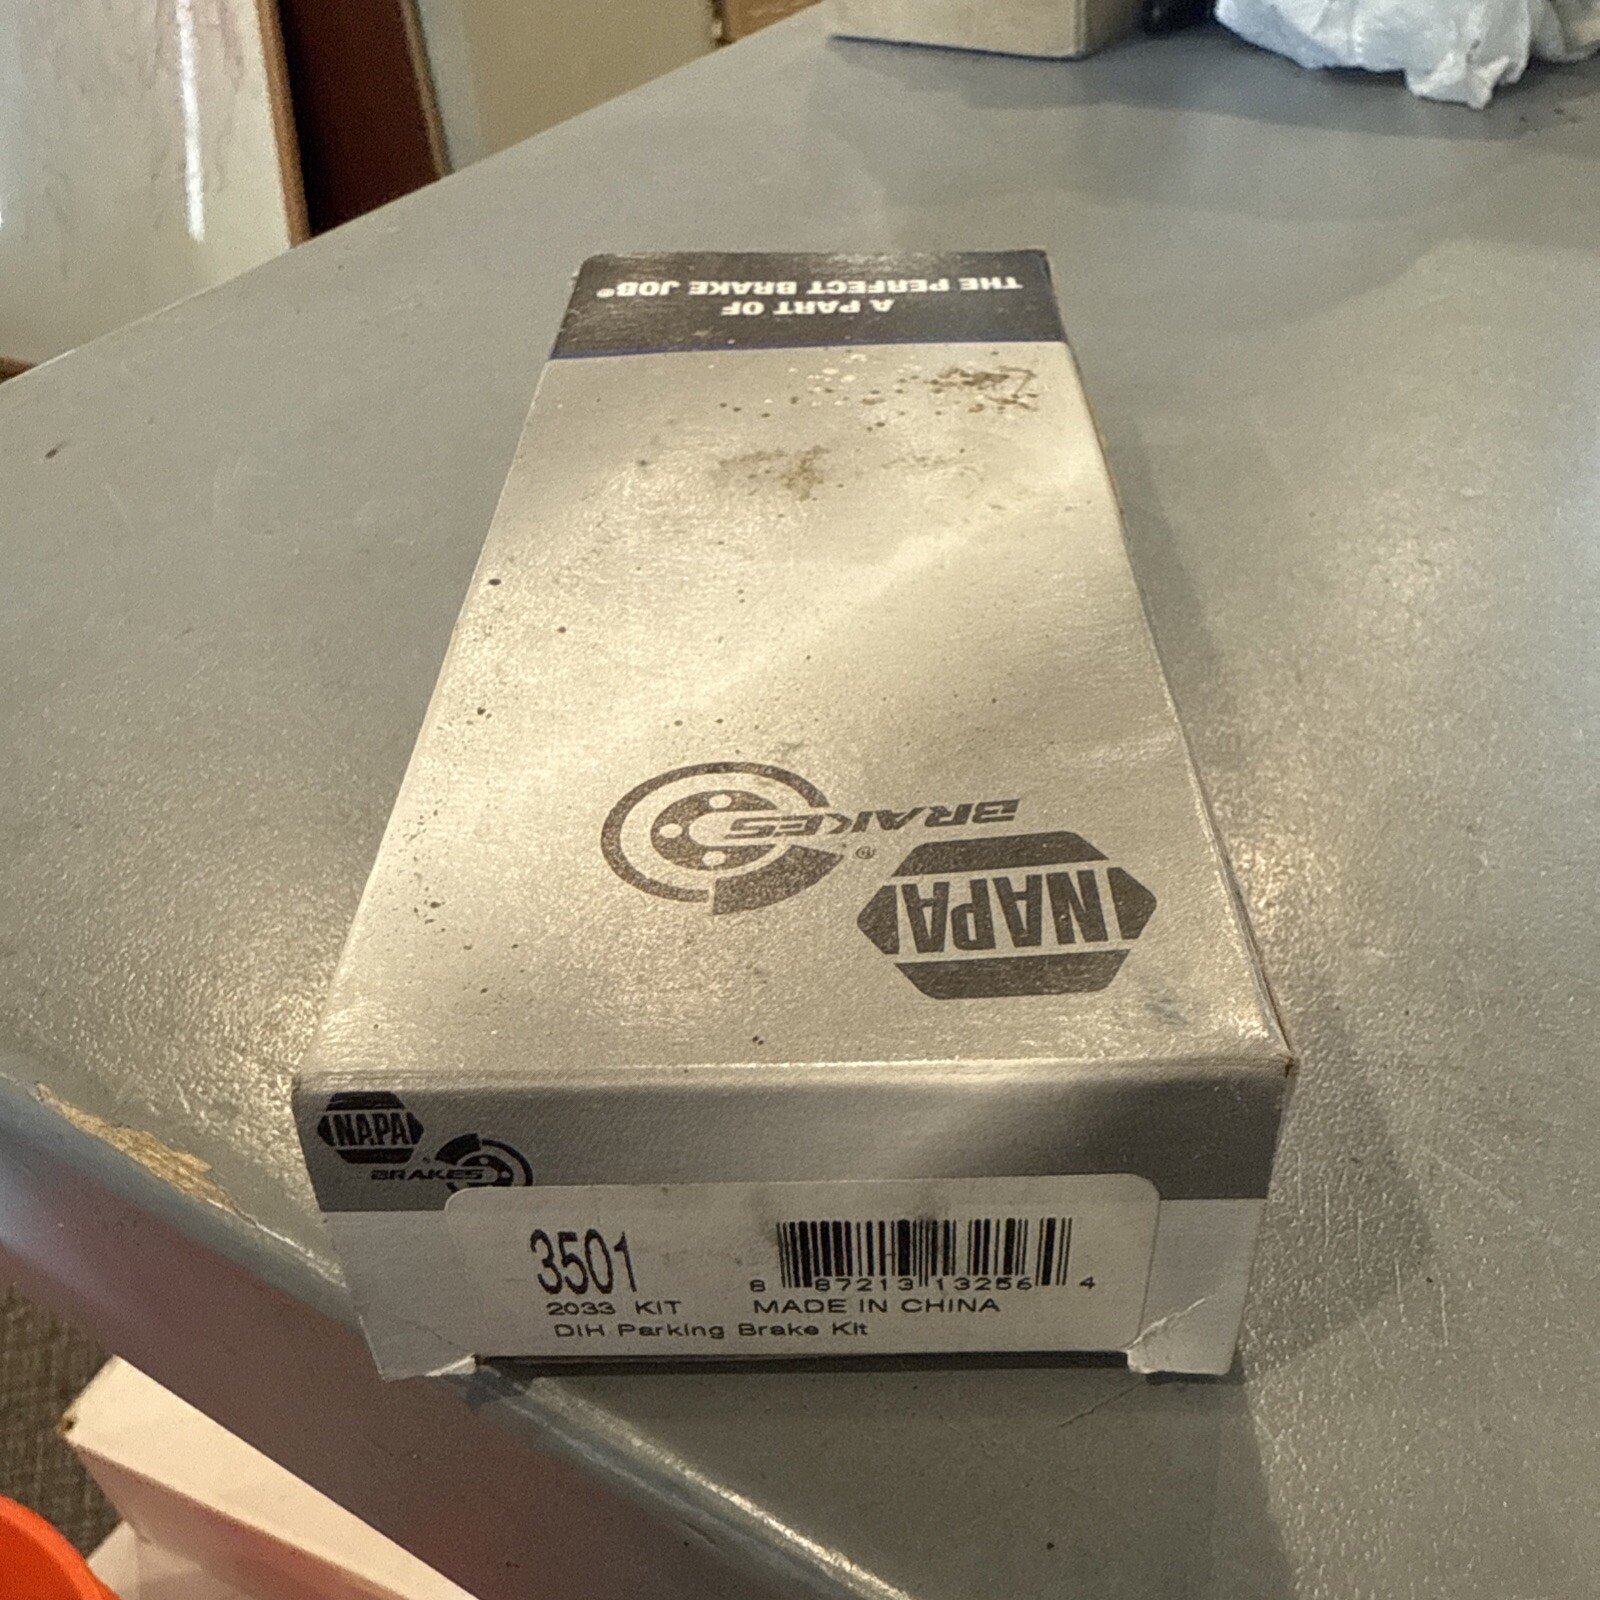 A PART OF
THE PERFECT BRAKE JOB®
NAPA®
BRAKES
NAPA
BRAKES
3501
8 87213 13256 4
2033 KIT
MADE IN CHINA
DIH Parking Brake Kit